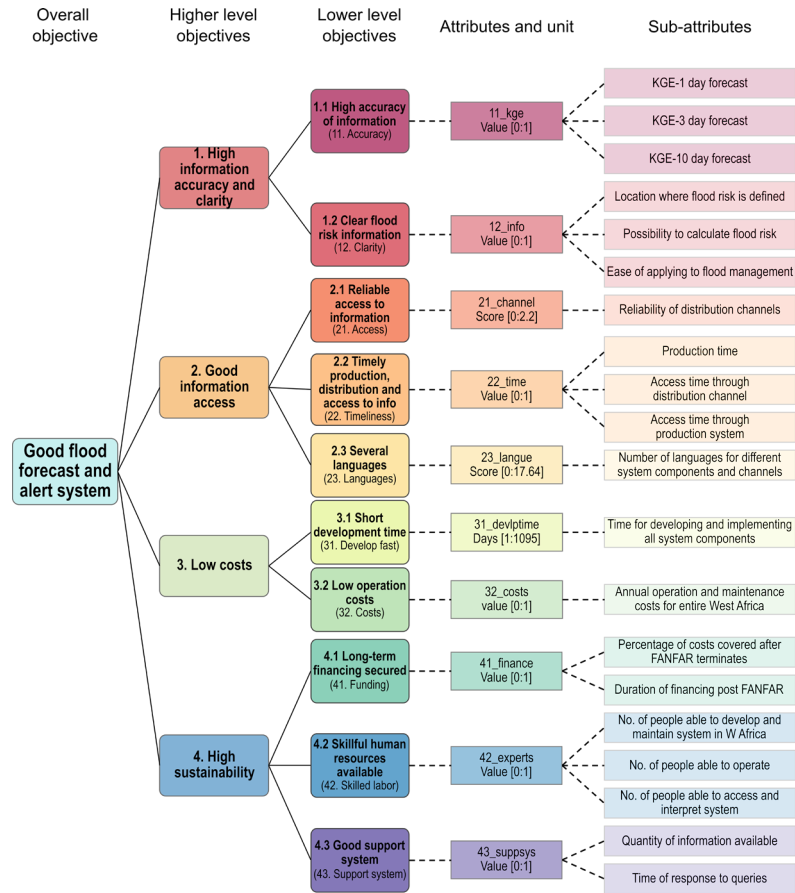 Overall
objective
Higher level
objectives
Lower level
objectives
Attributes and unit
Sub-attributes
Good flood
forecast and
alert system
1. High
information
accuracy and
clarity
1.1 High accuracy
of information
(11. Accuracy)
11_kge
Value [0:1]
KGE-1 day forecast
KGE-3 day forecast
KGE-10 day forecast
1.2 Clear flood
risk information
(12. Clarity)
12_info
Value [0:1]
Location where flood risk is defined
Possibility to calculate flood risk
Ease of applying to flood management
2. Good
information
access
2.1 Reliable
access to
information
(21. Access)
21_channel
Score [0:2.2]
Reliability of distribution channels
2.2 Timely
production,
distribution and
access to info
(22. Timeliness)
22_time
Value [0:1]
Production time
Access time through
distribution channel
Access time through
production system
2.3 Several
languages
(23. Languages)
23_langue
Score [0:17.64]
Number of languages for different
system components and channels
3. Low costs
3.1 Short
development time
(31. Develop fast)
31_devlptime
Days [1:1095]
Time for developing and implementing
all system components
3.2 Low operation
costs
(32. Costs)
32_costs
value [0:1]
Annual operation and maintenance
costs for entire West Africa
4. High
sustainability
4.1 Long-term
financing secured
(41. Funding)
41_finance
Value [0:1]
Percentage of costs covered after
FANFAR terminates
Duration of financing post FANFAR
4.2 Skillful human
resources
available
(42. Skilled labor)
42_experts
Value [0:1]
No. of people able to develop and
maintain system in W Africa
No. of people able to operate
No. of people able to access and
interpret system
4.3 Good support
system
(43. Support system)
43_suppsys
Value [0:1]
Quantity of information available
Time of response to queries